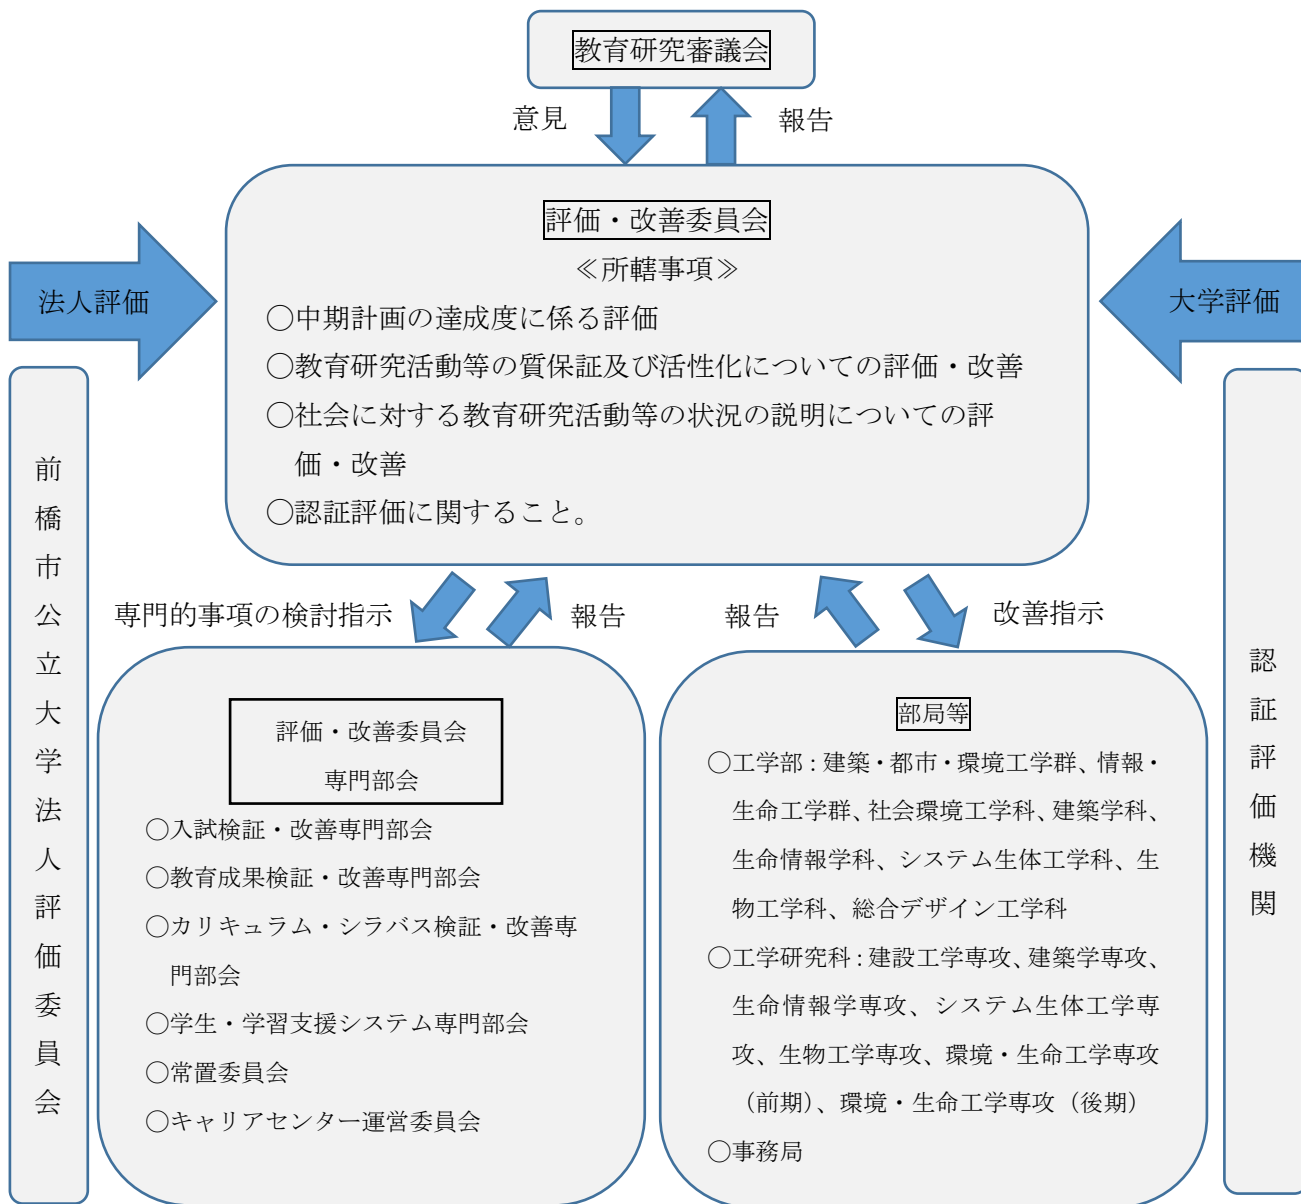 教育研究審議会
意見
報告
評価・改善委員会
≪所轄事項≫
○中期計画の達成度に係る評価
○教育研究活動等の質保証及び活性化についての評価・改善
○社会に対する教育研究活動等の状況の説明についての評
価・改善
○認証評価に関すること。
法人評価
大学評価
前橋市公立大学法人評価委員会
認証評価機関
専門的事項の検討指示
報告
報告
改善指示
評価・改善委員会
専門部会
○入試検証・改善専門部会
○教育成果検証・改善専門部会
○カリキュラム・シラバス検証・改善専
門部会
○学生・学習支援システム専門部会
○常置委員会
○キャリアセンター運営委員会
部局等
○工学部：建築・都市・環境工学群、情報・
生命工学群、社会環境工学科、建築学科、
生命情報学科、システム生体工学科、生
物工学科、総合デザイン工学科
○工学研究科：建設工学専攻、建築学専攻、
生命情報学専攻、システム生体工学専
攻、生物工学専攻、環境・生命工学専攻
（前期）、環境・生命工学専攻（後期）
○事務局